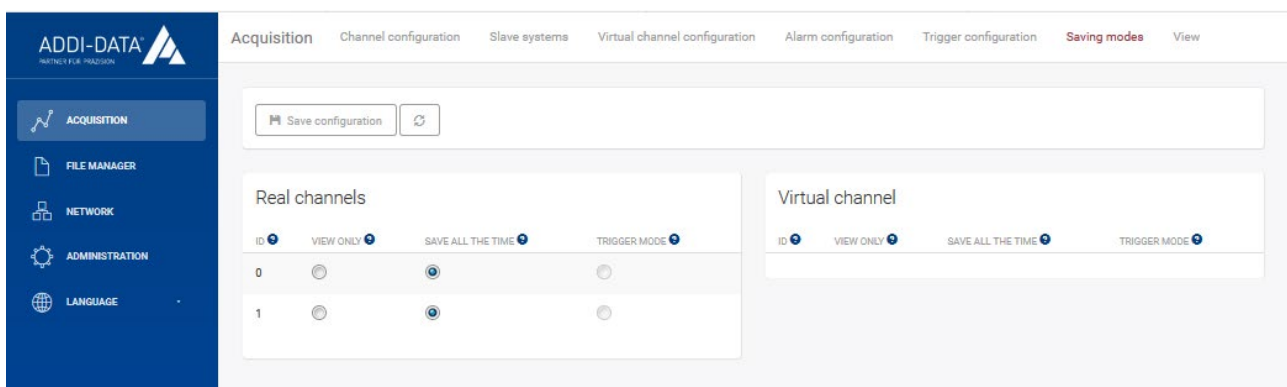 ADDI-DATA®
PARTNER FOR PRÄZISION
ACQUISITION
FILE MANAGER
NETWORK
ADMINISTRATION
LANGUAGE
Acquisition Channel configuration Slave systems Virtual channel configuration Alarm configuration Trigger configuration Saving modes View
Save configuration
Real channels
ID ? VIEW ONLY ? SAVE ALL THE TIME ? TRIGGER MODE ?
0
1
Virtual channel
ID ? VIEW ONLY ? SAVE ALL THE TIME ? TRIGGER MODE ?